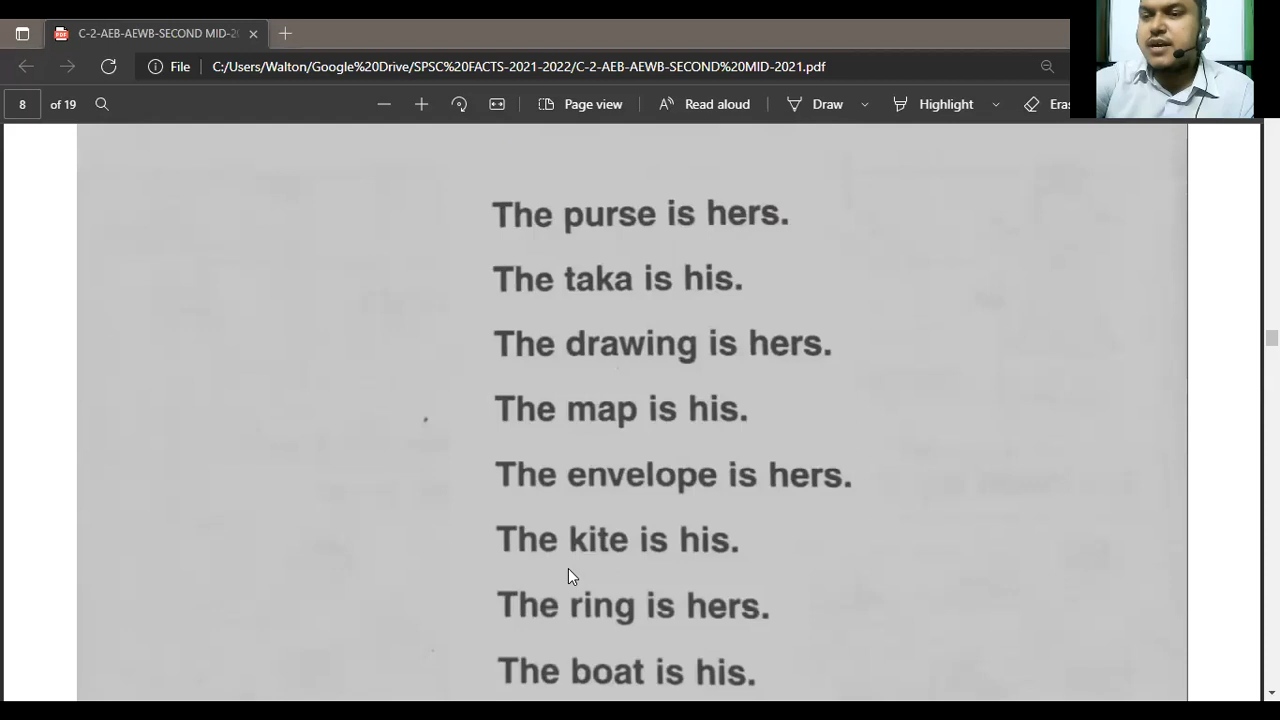 C-2-AEB-AEWB-SECOND MID-20
File C:/Users/Walton/Google%20Drive/SPSC%20FACTS-2021-2022/C-2-AEB-AEWB-SECOND%20MID-2021.pdf
8 of 19 Page view Read aloud Draw Highlight
The purse is hers.
The taka is his.
The drawing is hers.
The map is his.
The envelope is hers.
The kite is his.
The ring is hers.
The boat is his.